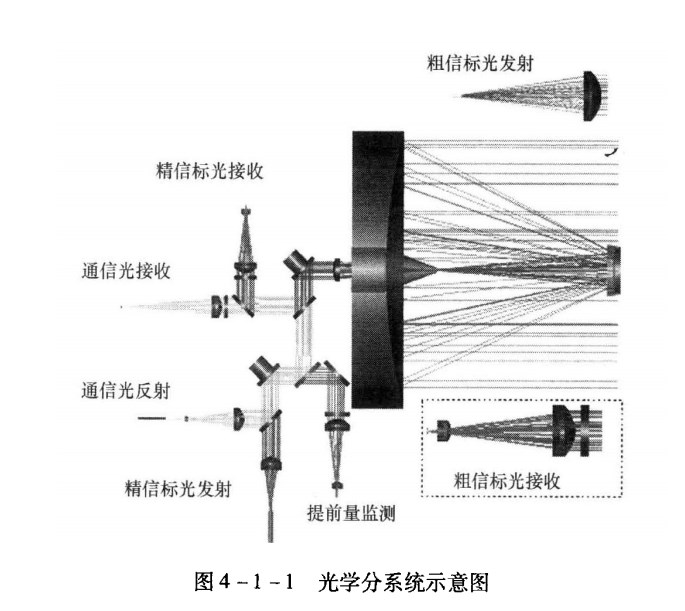 粗信标光发射
精信标光接收
通信光接收
通信光反射
粗信标光接收
精信标光发射
提前量监测
图4-1-1 光学分系统示意图